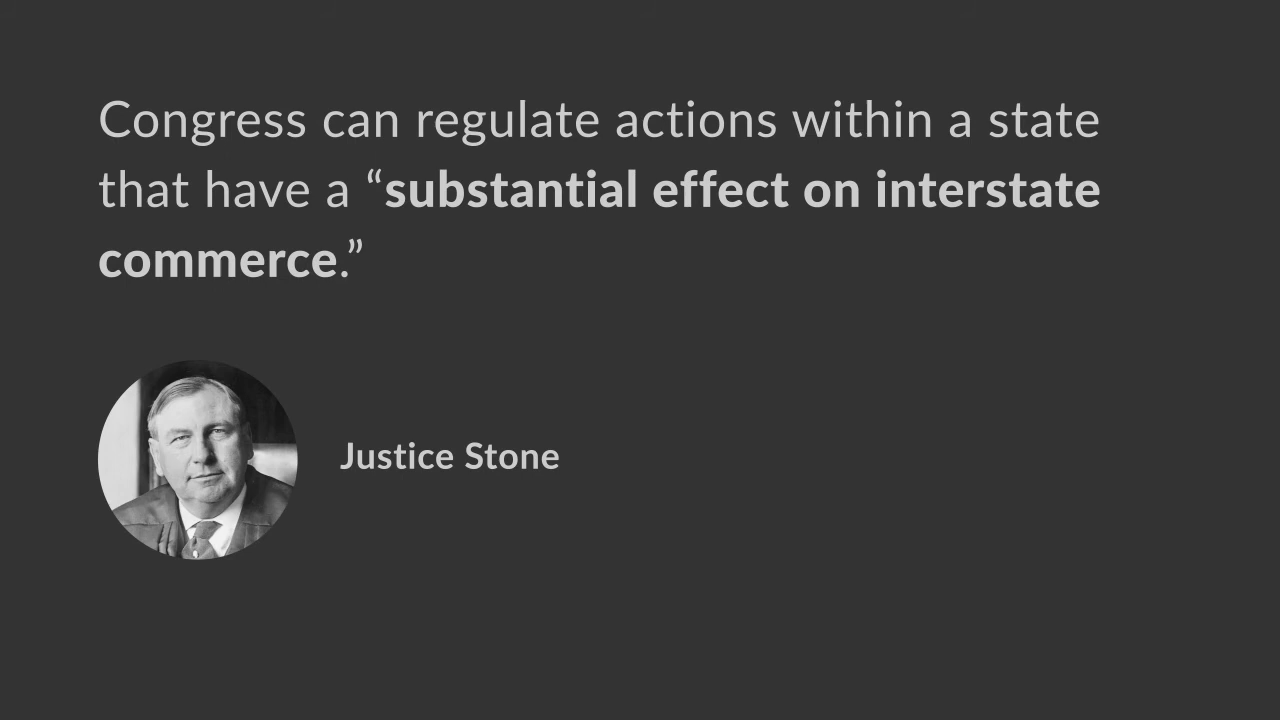 Congress can regulate actions within a state
that have a “substantial effect on interstate
commerce.”
Justice Stone